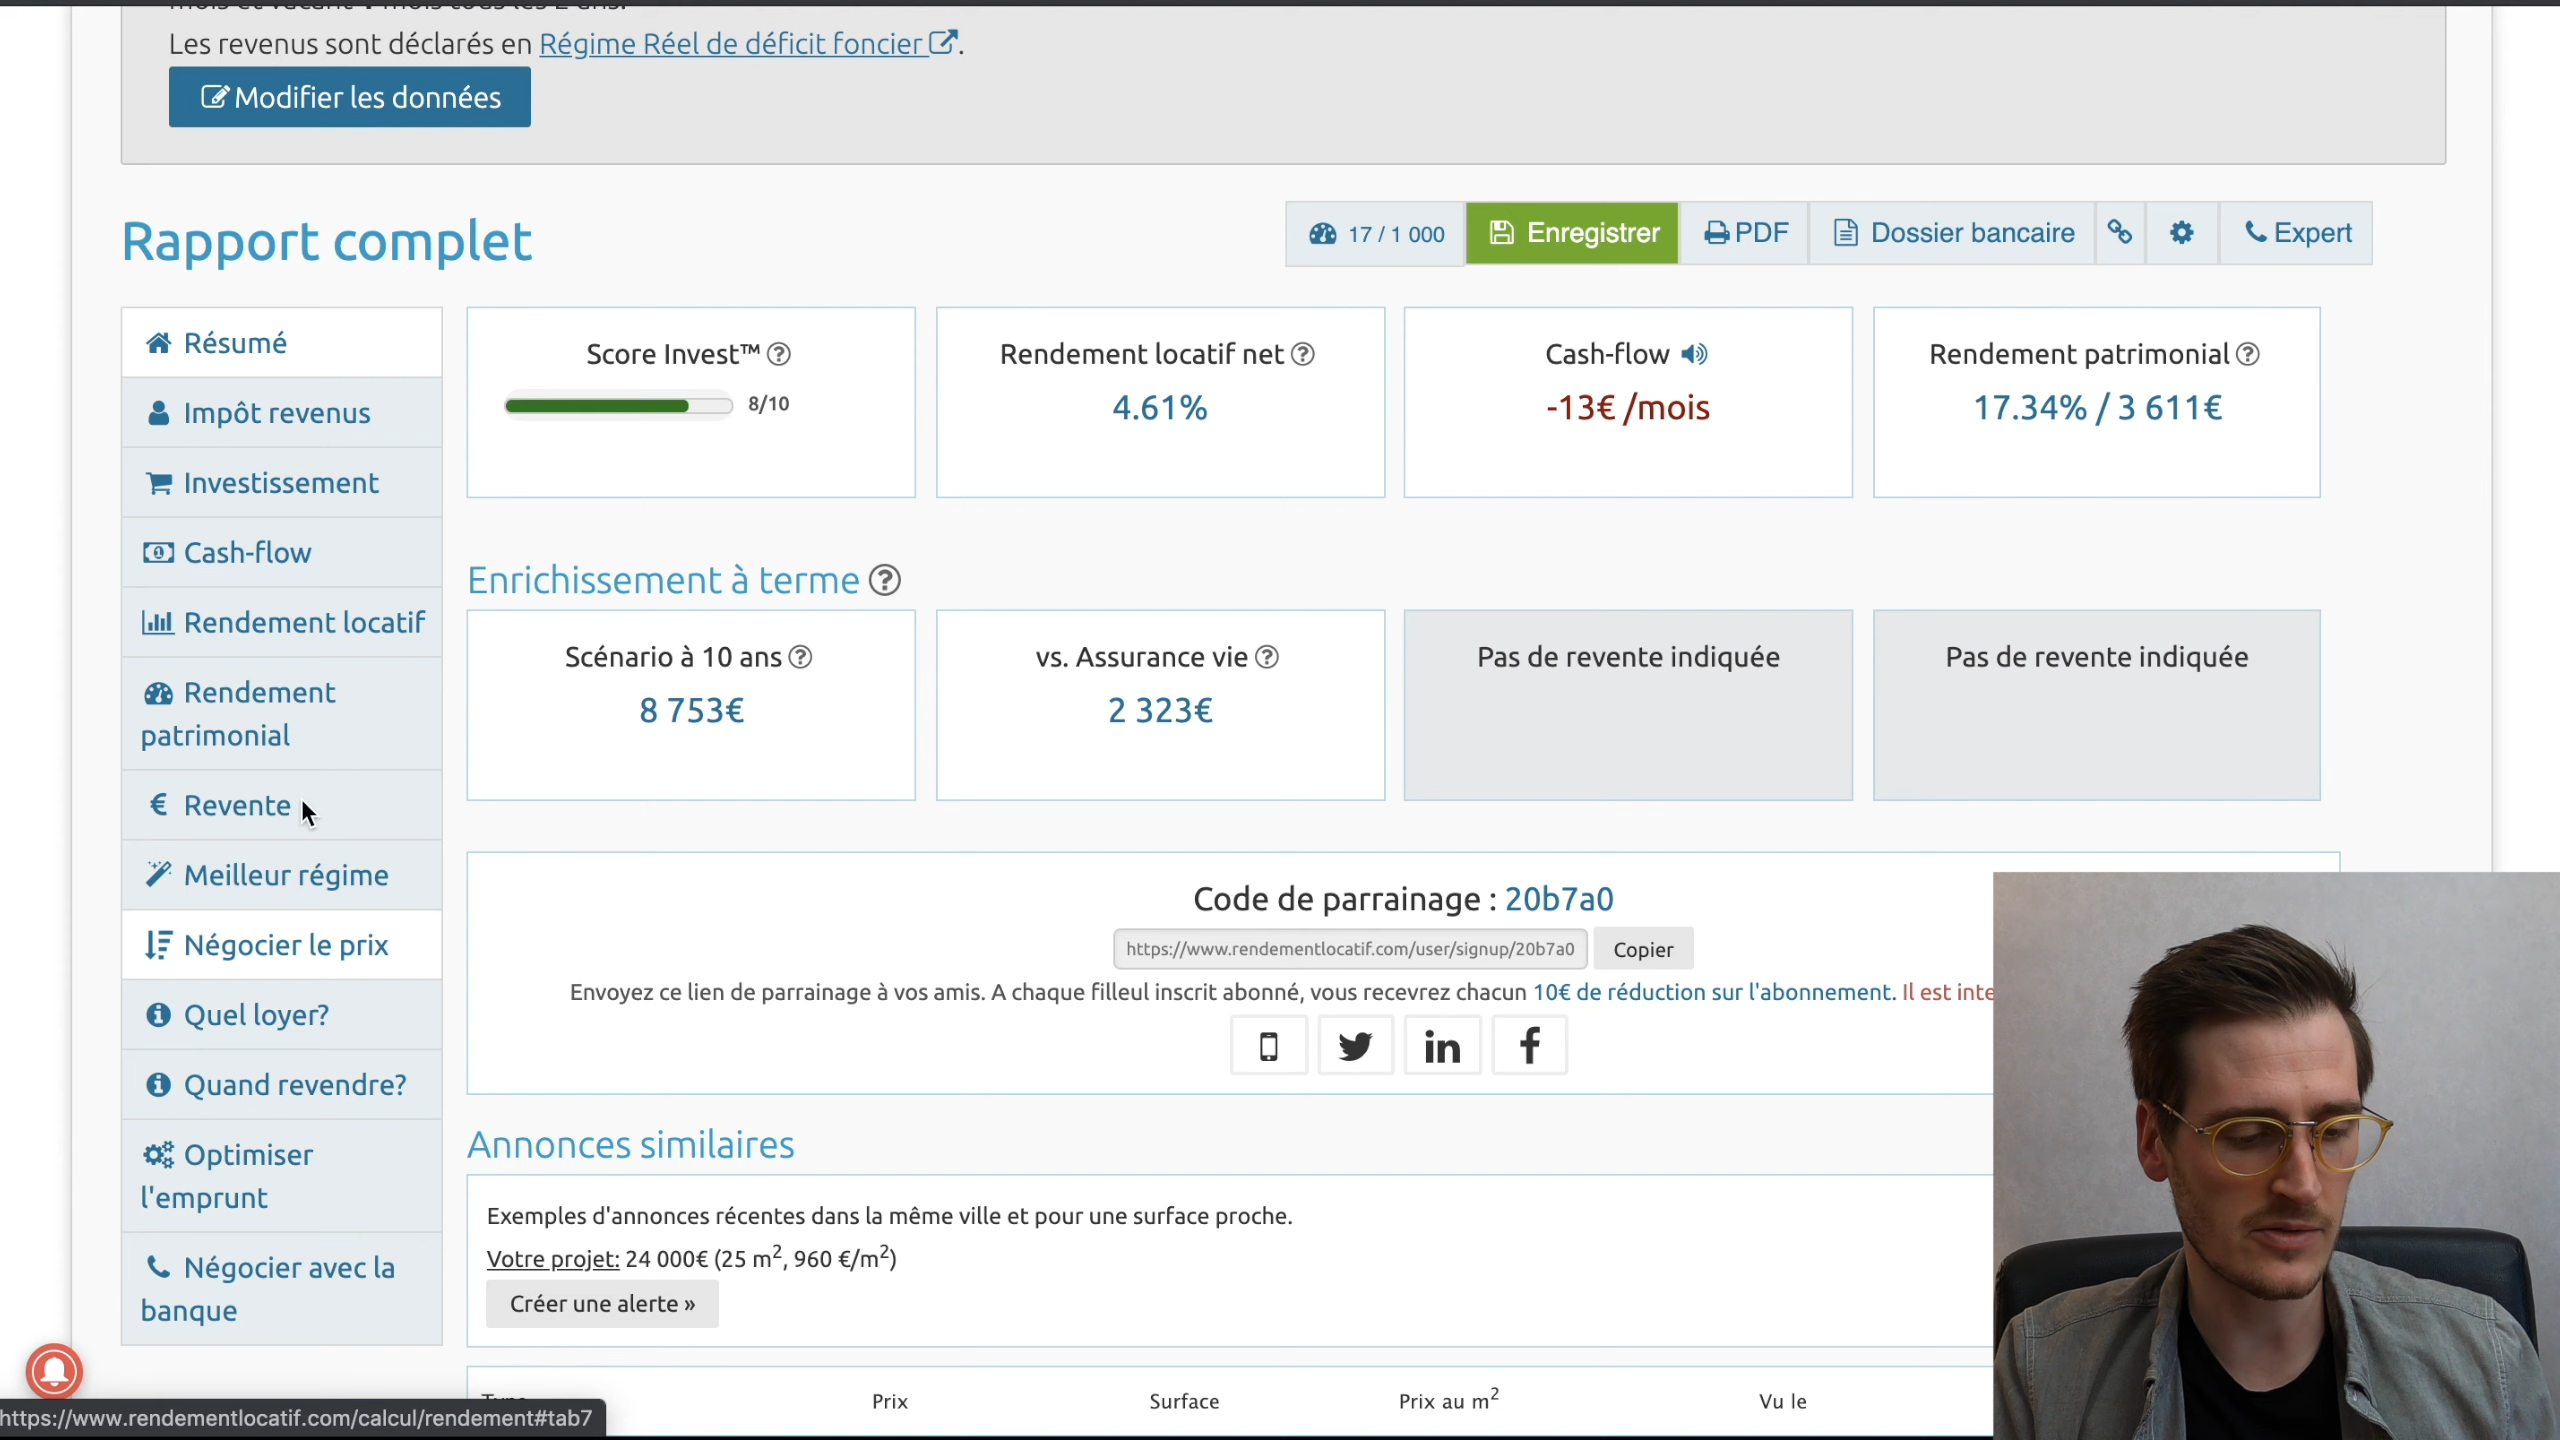 Les revenus sont déclarés en Régime Réel de déficit foncier.
Modifier les données
Rapport complet
17 / 1 000
Enregistrer
PDF
Dossier bancaire
Expert
Résumé
Impôt revenus
Investissement
Cash-flow
Rendement locatif
Rendement
patrimonial
€ Revente
Meilleur régime
Négocier le prix
Quel loyer?
Quand revendre?
Optimiser
l'emprunt
Négocier avec la
banque
Score Invest™
8/10
Rendement locatif net
4.61%
Cash-flow
-13€ /mois
Rendement patrimonial
17.34% / 3 611€
Enrichissement à terme
Scénario à 10 ans
8 753€
vs. Assurance vie
2 323€
Pas de revente indiquée
Pas de revente indiquée
Code de parrainage : 20b7a0
https://www.rendementlocatif.com/user/signup/20b7a0
Copier
Envoyez ce lien de parrainage à vos amis. A chaque filleul inscrit abonné, vous recevrez chacun 10€ de réduction sur l'abonnement. Il est
Annonces similaires
Exemples d'annonces récentes dans la même ville et pour une surface proche.
Votre projet: 24 000€ (25 m², 960 €/m²)
Créer une alerte »
Prix
Surface
Prix au m²
Vu le
https://www.rendementlocatif.com/calcul/rendement#tab7